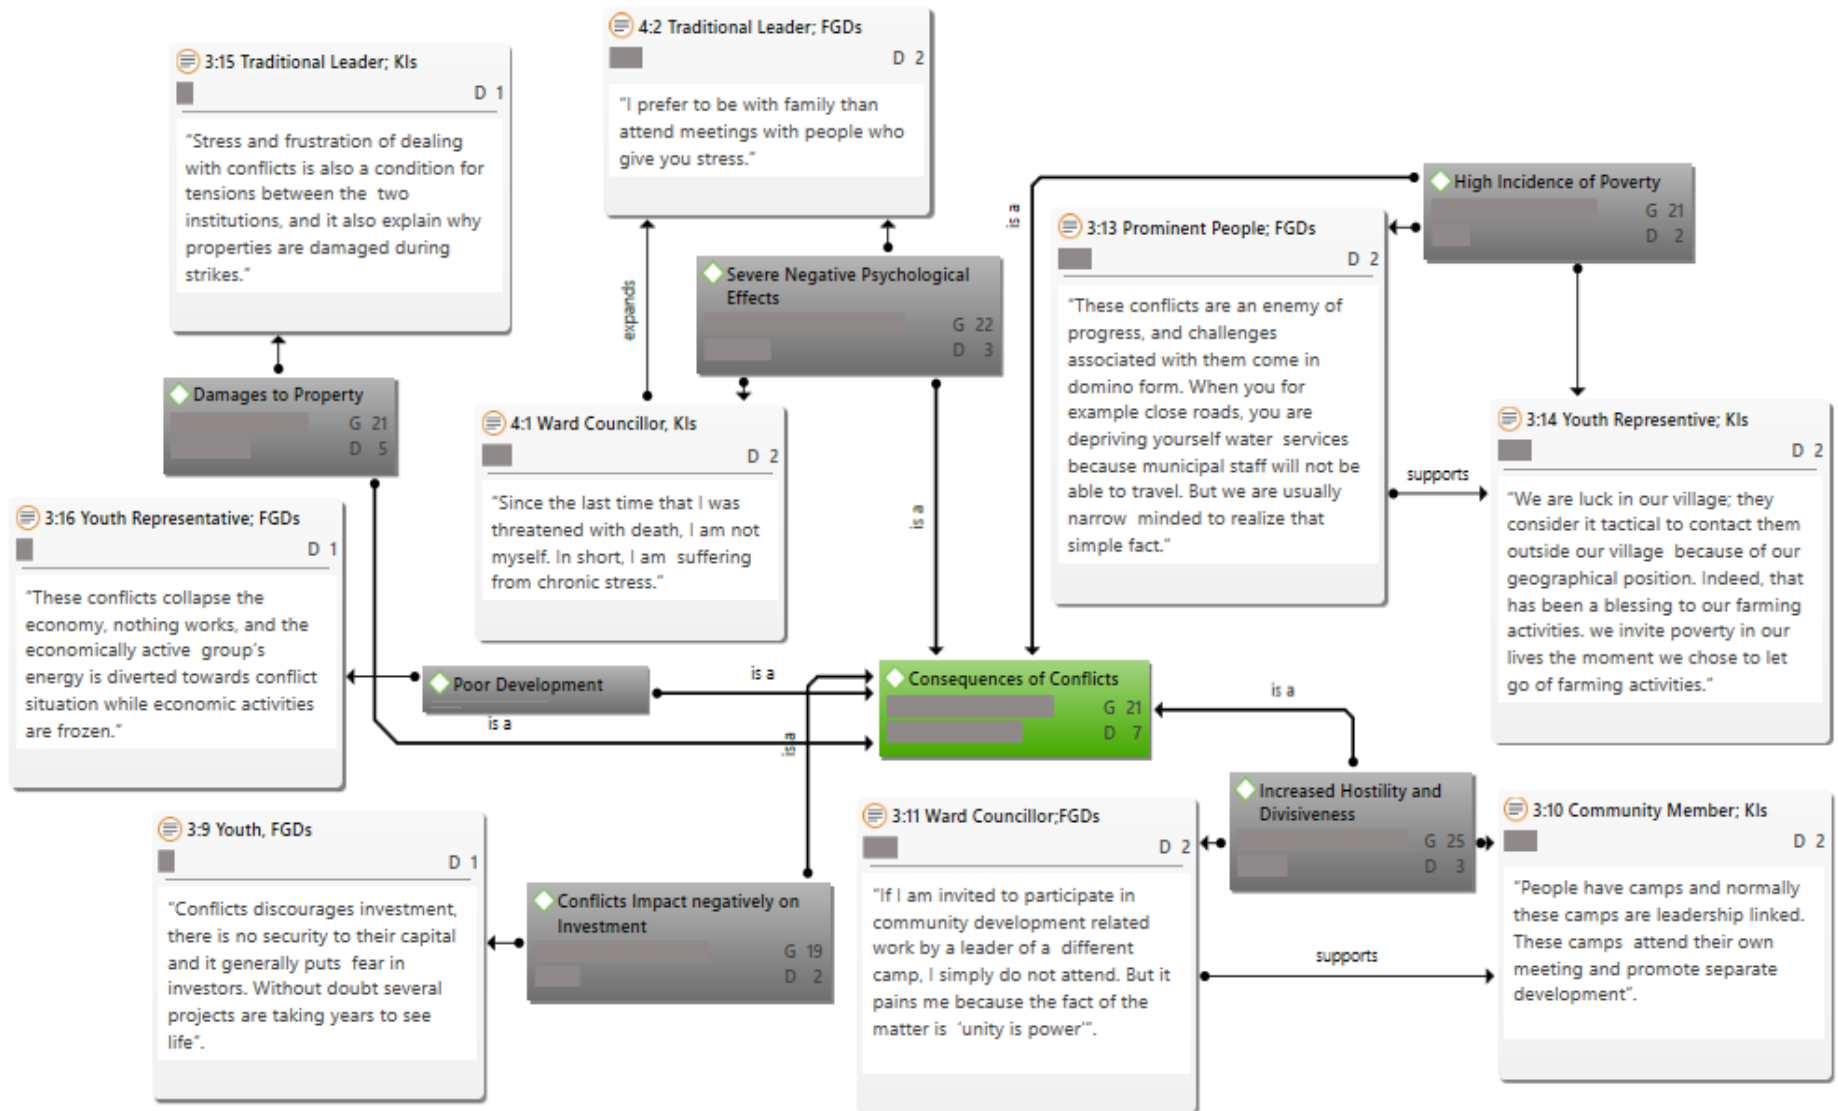 3:15 Traditional Leader; KIs
D 1
“Stress and frustration of dealing
with conflicts is also a condition for
tensions between the two
institutions, and it also explain why
properties are damaged during
strikes.”
4:2 Traditional Leader; FGDs
D 2
“I prefer to be with family than
attend meetings with people who
give you stress.”
is a
High Incidence of Poverty
G 21
D 2
3:13 Prominent People; FGDs
D 2
“These conflicts are an enemy of
progress, and challenges
associated with them come in
domino form. When you for
example close roads, you are
depriving yourself water services
because municipal staff will not be
able to travel. But we are usually
narrow minded to realize that
simple fact.”
expands
Severe Negative Psychological
Effects
G 22
D 3
Damages to Property
G 21
D 5
4:1 Ward Councillor, KIs
D 2
“Since the last time that I was
threatened with death, I am not
myself. In short, I am suffering
from chronic stress.”
is a
supports
3:14 Youth Representive; KIs
D 2
“We are luck in our village; they
consider it tactical to contact them
outside our village because of our
geographical position. Indeed, that
has been a blessing to our farming
activities. we invite poverty in our
lives the moment we chose to let
go of farming activities.”
3:16 Youth Representative; FGDs
D 1
“These conflicts collapse the
economy, nothing works, and the
economically active group’s
energy is diverted towards conflict
situation while economic activities
are frozen.”
Poor Development
is a
is a
is a
Consequences of Conflicts
G 21
D 7
is a
3:9 Youth, FGDs
D 1
“Conflicts discourages investment,
there is no security to their capital
and it generally puts fear in
investors. Without doubt several
projects are taking years to see
life”.
Conflicts Impact negatively on
Investment
G 19
D 2
3:11 Ward Councillor;FGDs
D 2
“If I am invited to participate in
community development related
work by a leader of a different
camp, I simply do not attend. But it
pains me because the fact of the
matter is ‘unity is power’”.
Increased Hostility and
Divisiveness
G 25
D 3
supports
3:10 Community Member; KIs
D 2
“People have camps and normally
these camps are leadership linked.
These camps attend their own
meeting and promote separate
development”.